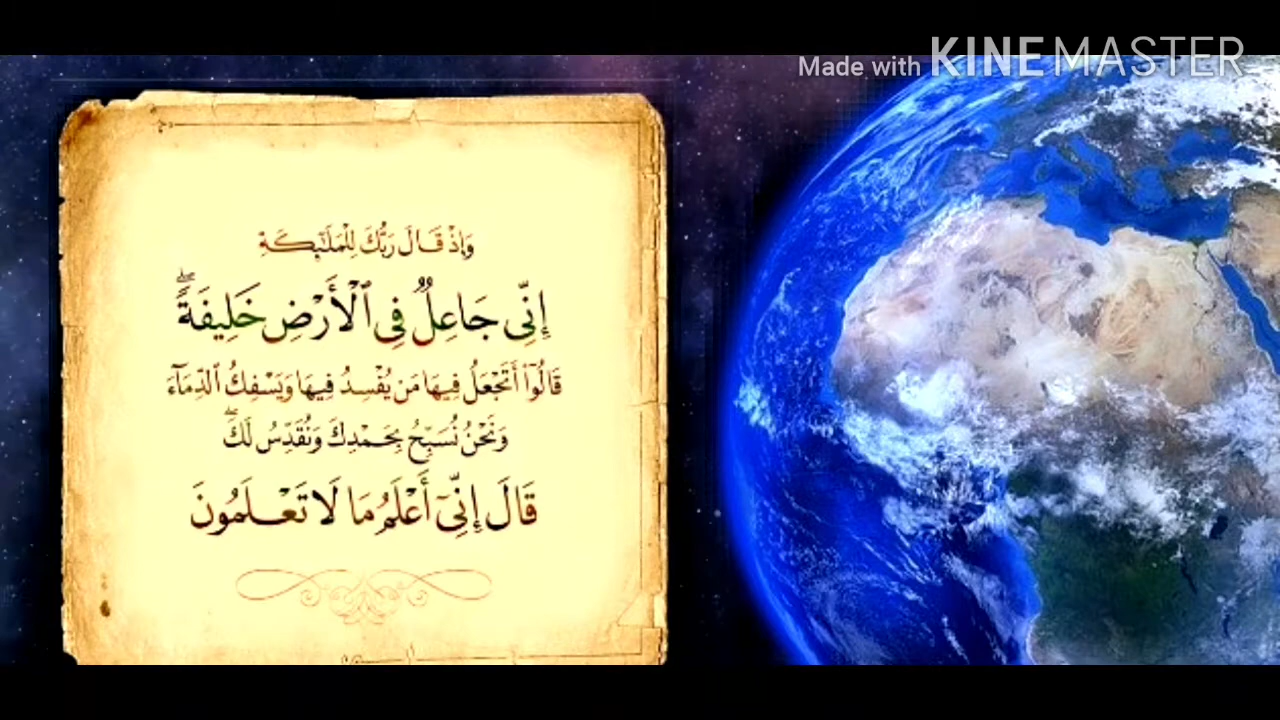 Made with KINEMASTER
وَإِذْ قَالَ رَبُّكَ لِلْمَلَٰٓئِكَةِ
إِنِّى جَاعِلٌ فِى ٱلْأَرْضِ خَلِيفَةً ۖ
قَالُوٓا۟ أَتَجْعَلُ فِيهَا مَن يُفْسِدُ فِيهَا وَيَسْفِكُ ٱلدِّمَآءَ
وَنَحْنُ نُسَبِّحُ بِحَمْدِكَ وَنُقَدِّسُ لَكَ ۖ
قَالَ إِنِّىٓ أَعْلَمُ مَا لَا تَعْلَمُونَ